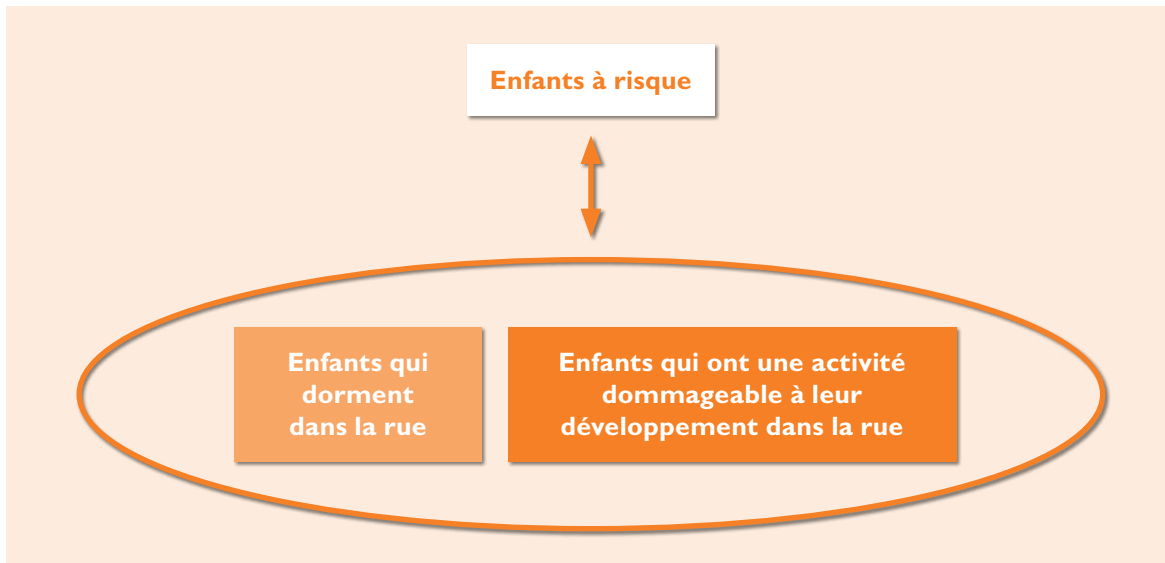 Enfants à risque
Enfants qui
dorment
dans la rue
Enfants qui ont une activité
dommageable à leur
développement dans la rue